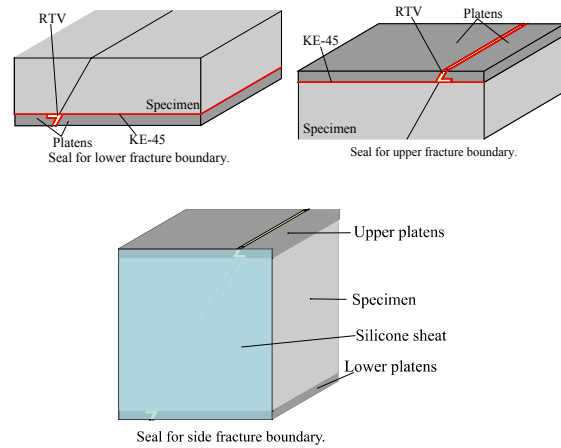 RTV
Specimen
Platens
KE-45
Seal for lower fracture boundary.
RTV
Platens
KE-45
Specimen
Seal for upper fracture boundary.
Upper platens
Specimen
Silicone sheat
Lower platens
Seal for side fracture boundary.